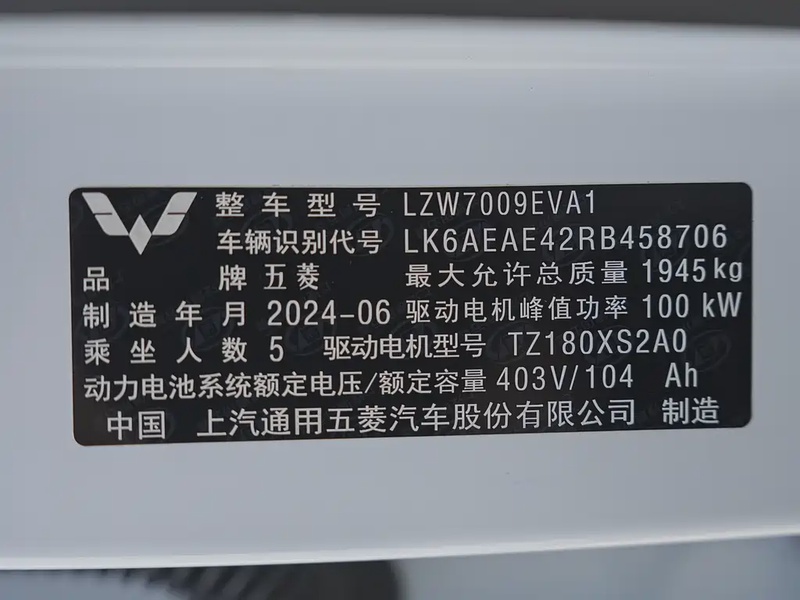 整车型号 LZW7009EVA1
车辆识别代号 LK6AEAE42RB458706
品牌 五菱 最大允许总质量 1945kg
制造年月 2024-06 驱动电机峰值功率 100 kW
乘坐人数 5 驱动电机型号 TZ180XS2A0
动力电池系统额定电压/额定容量 403V/104 Ah
中国 上汽通用五菱汽车股份有限公司 制造